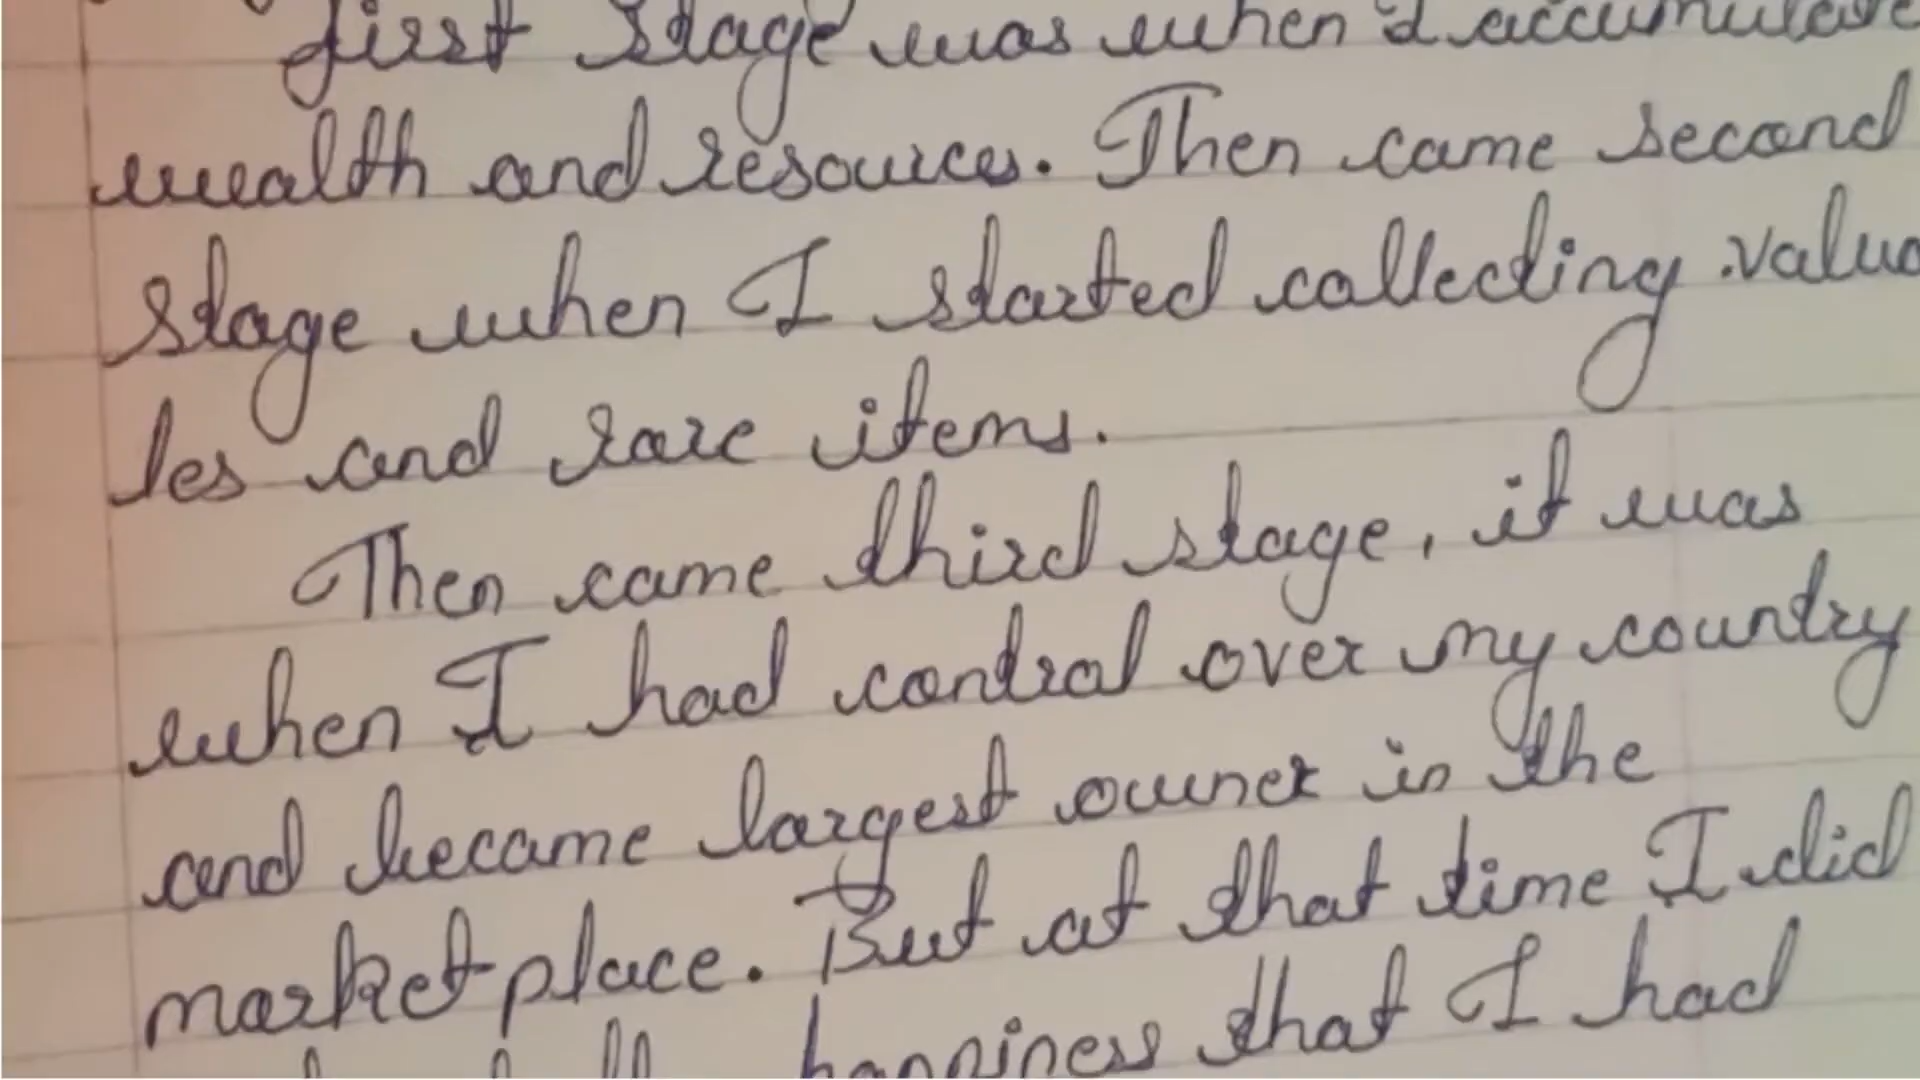 first stage was when I accumulate
wealth and resources. Then came second
stage when I started collecting valua
les and rare items.
Then came third stage, it was
when I had control over my country
and became largest owner in the
market place. But at that time I did
happiness that I had